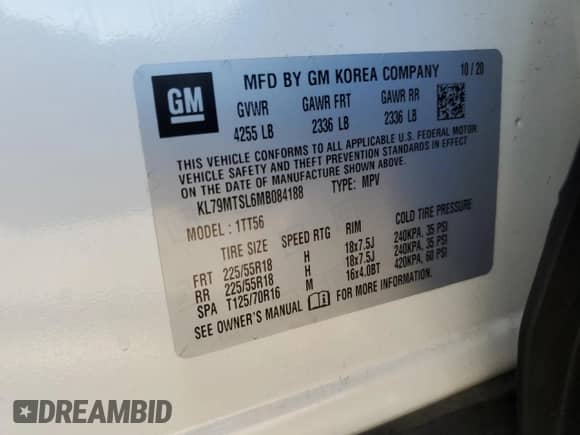 GM
MFD BY GM KOREA COMPANY 10/20
GVWR GAWR FRT GAWR RR
4255 LB 2336 LB 2336 LB
THIS VEHICLE CONFORMS TO ALL APPLICABLE U.S. FEDERAL MOTOR
VEHICLE SAFETY AND THEFT PREVENTION STANDARDS IN EFFECT ON THE
DATE OF MANUFACTURE SHOWN ABOVE.
KL79MTSL6MB084188 TYPE: MPV
MODEL: 1TT56
TIRE SIZE SPEED RTG RIM COLD TIRE PRESSURE
FRT 225/55R18 H 18x7.5J 240KPA, 35 PSI
RR 225/55R18 H 18x7.5J 240KPA, 35 PSI
SPA T125/70R16 M 16x4.0BT 420KPA, 60 PSI
SEE OWNER'S MANUAL FOR MORE INFORMATION.
DREAMBID